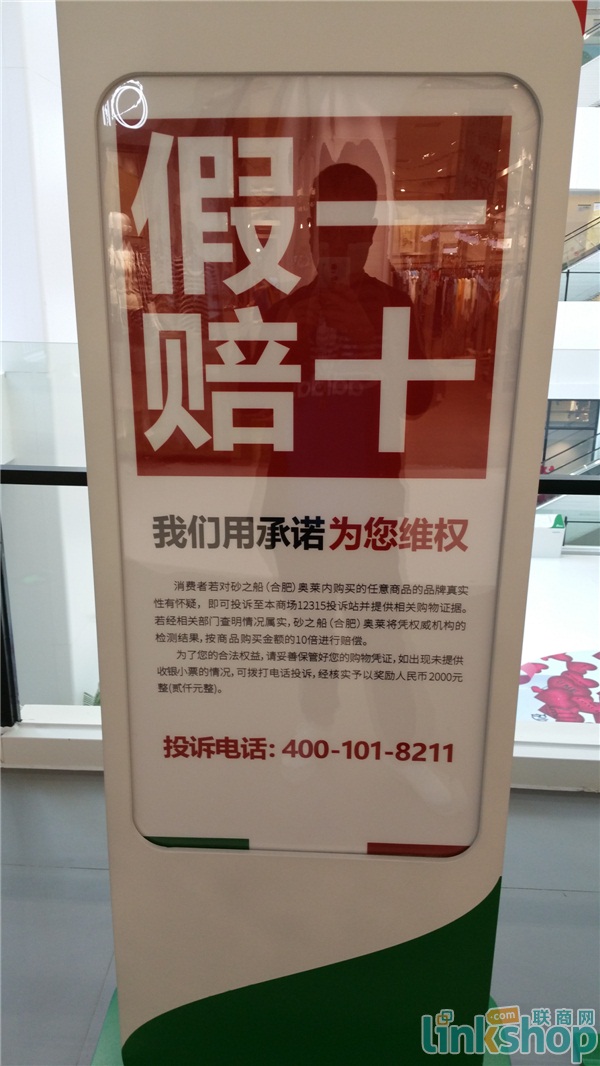 假一
赔十
我们用承诺为您维权
消费者若对砂之船(合肥)奥莱内购买的任意商品的品牌真实
性有怀疑，即可投诉至本商场12315投诉站并提供相关购物证据。
若经相关部门查明情况属实,砂之船(合肥)奥莱将凭权威机构的
检测结果,按商品购买金额的10倍进行赔偿。
为了您的合法权益,请妥善保管好您的购物凭证,如出现未提供
收银小票的情况,可拨打电话投诉,经核实予以奖励人民币2000元
整(贰仟元整)。
投诉电话: 400-101-8211
.com 联商网
linkshop